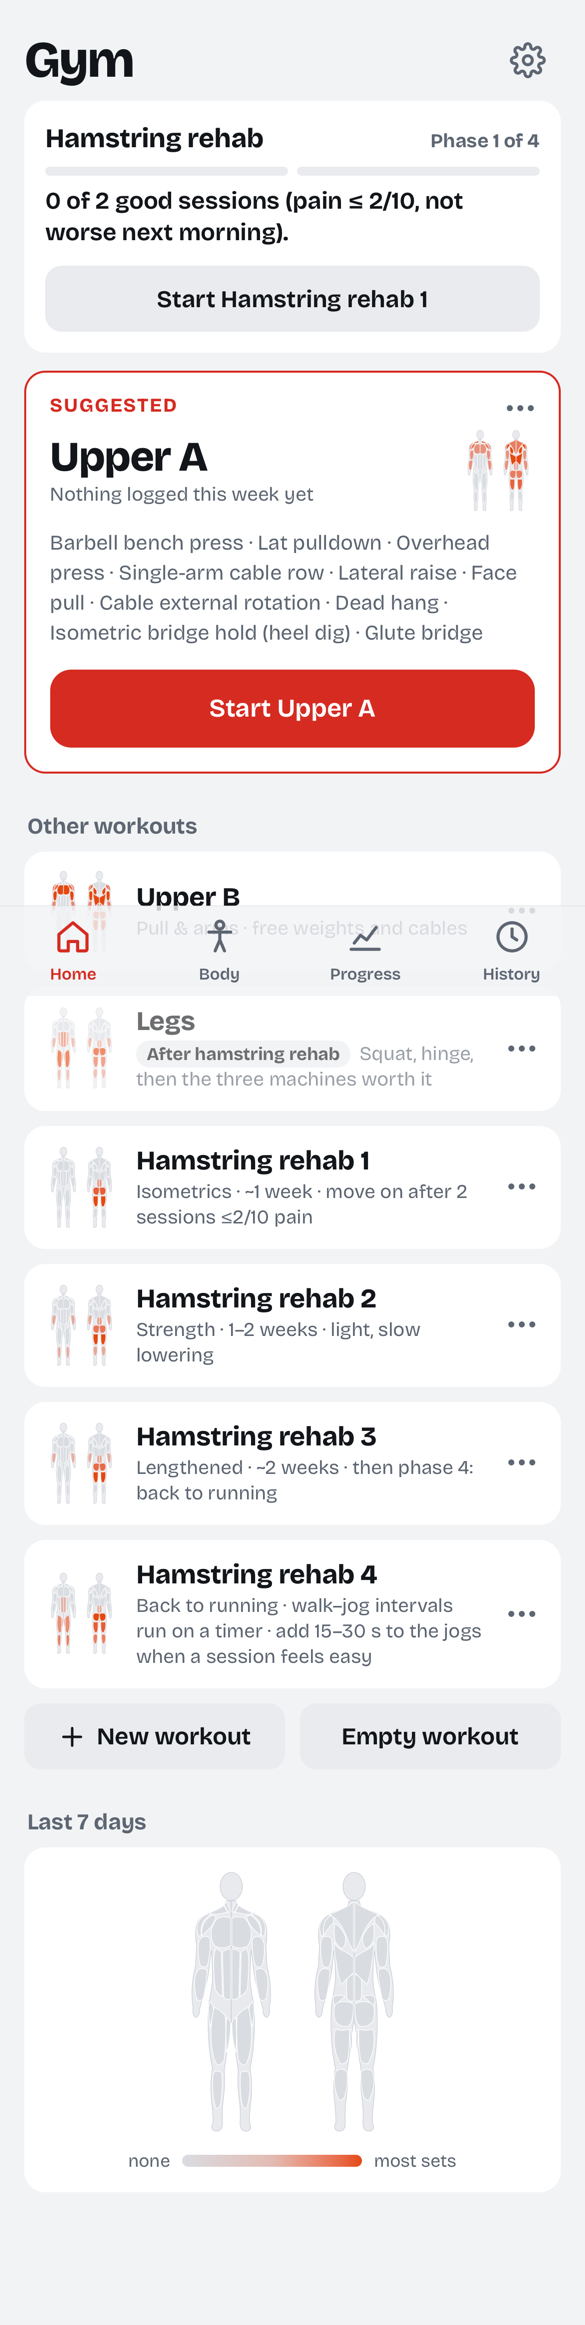 Gym
Hamstring rehab
Phase 1 of 4
0 of 2 good sessions (pain ≤ 2/10, not
worse next morning).
Start Hamstring rehab 1
SUGGESTED
Upper A
Nothing logged this week yet
Barbell bench press · Lat pulldown · Overhead
press · Single-arm cable row · Lateral raise · Face
pull · Cable external rotation · Dead hang ·
Isometric bridge hold (heel dig) · Glute bridge
Start Upper A
Other workouts
Upper B
Pull & arms · free weights and cables
Home
Body
Progress
History
Legs
After hamstring rehab Squat, hinge,
then the three machines worth it
Hamstring rehab 1
Isometrics · ~1 week · move on after 2
sessions ≤2/10 pain
Hamstring rehab 2
Strength · 1–2 weeks · light, slow
lowering
Hamstring rehab 3
Lengthened · ~2 weeks · then phase 4:
back to running
Hamstring rehab 4
Back to running · walk–jog intervals
run on a timer · add 15–30 s to the jogs
when a session feels easy
New workout
Empty workout
Last 7 days
none
most sets